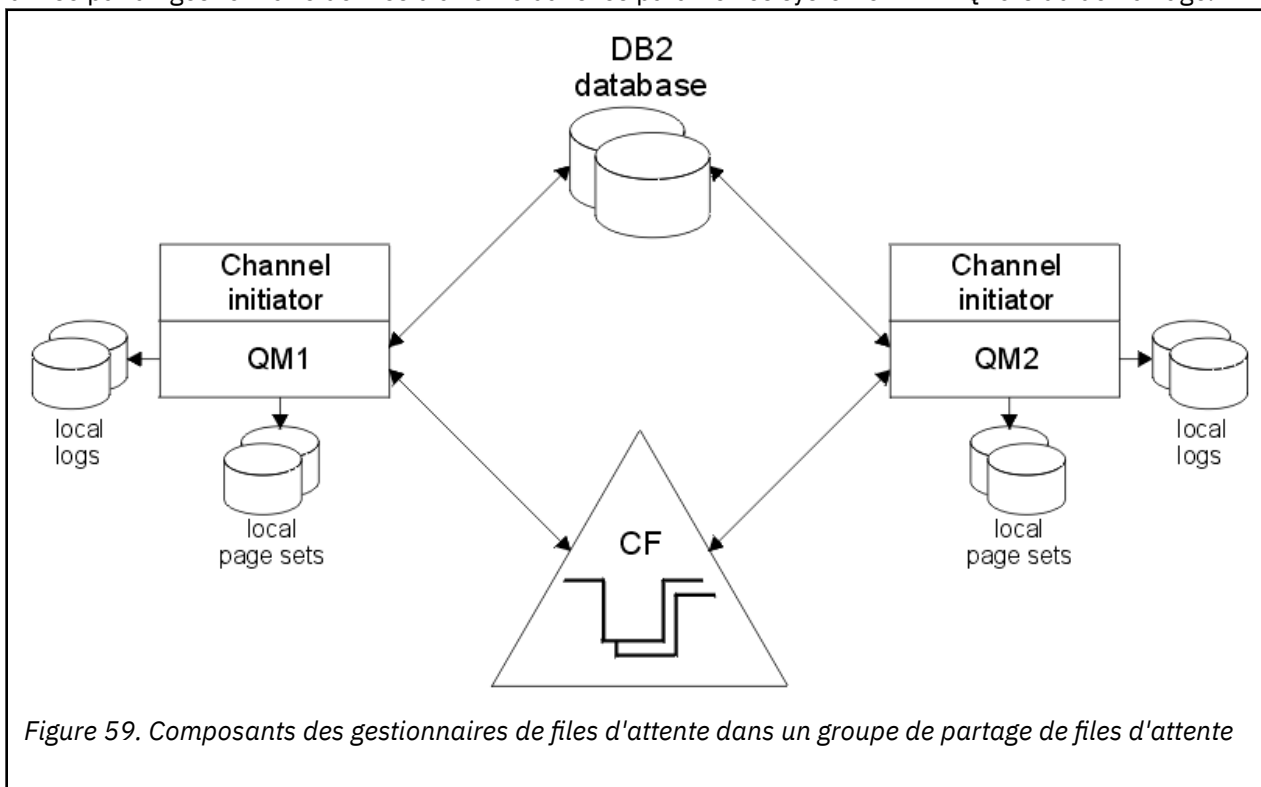 DB2
database
Channel
initiator
QM1
local
logs
local
page sets
Channel
initiator
QM2
local
logs
local
page sets
CF
Figure 59. Composants des gestionnaires de files d'attente dans un groupe de partage de files d'attente